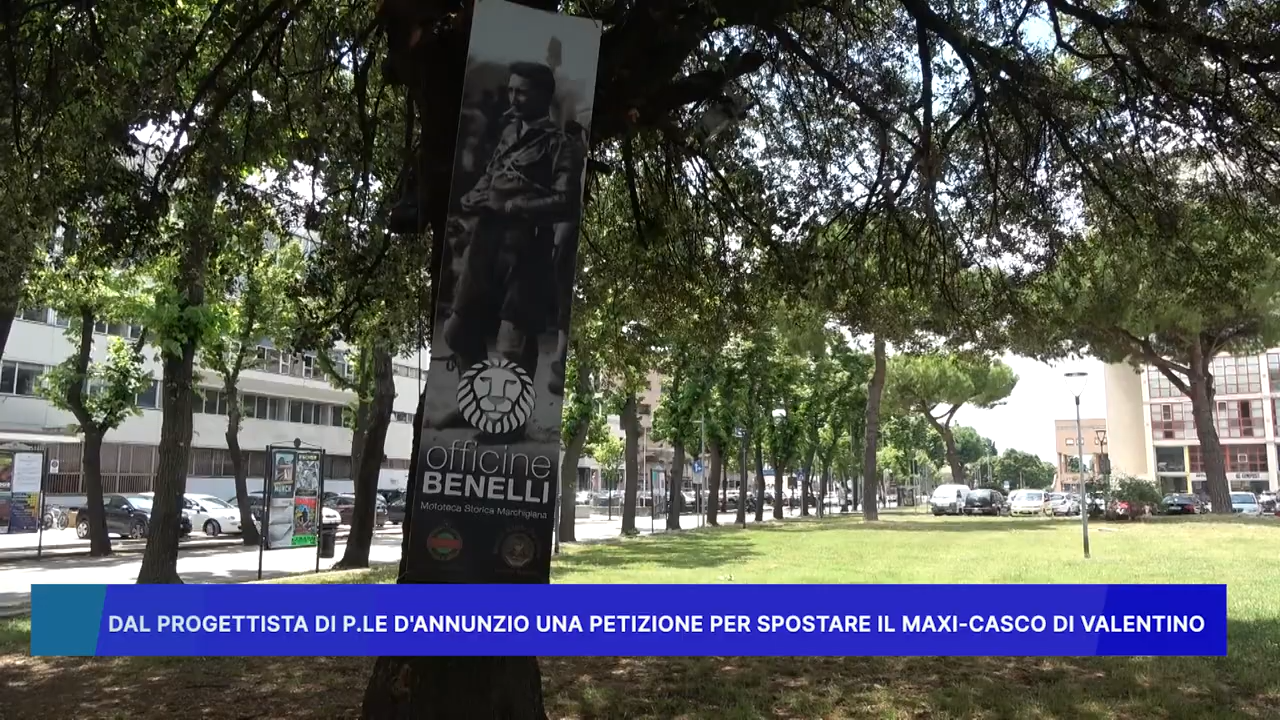 officine
BENELLI
Mototeca Storica Marchigiana
DAL PROGETTISTA DI P.LE D'ANNUNZIO UNA PETIZIONE PER SPOSTARE IL MAXI-CASCO DI VALENTINO